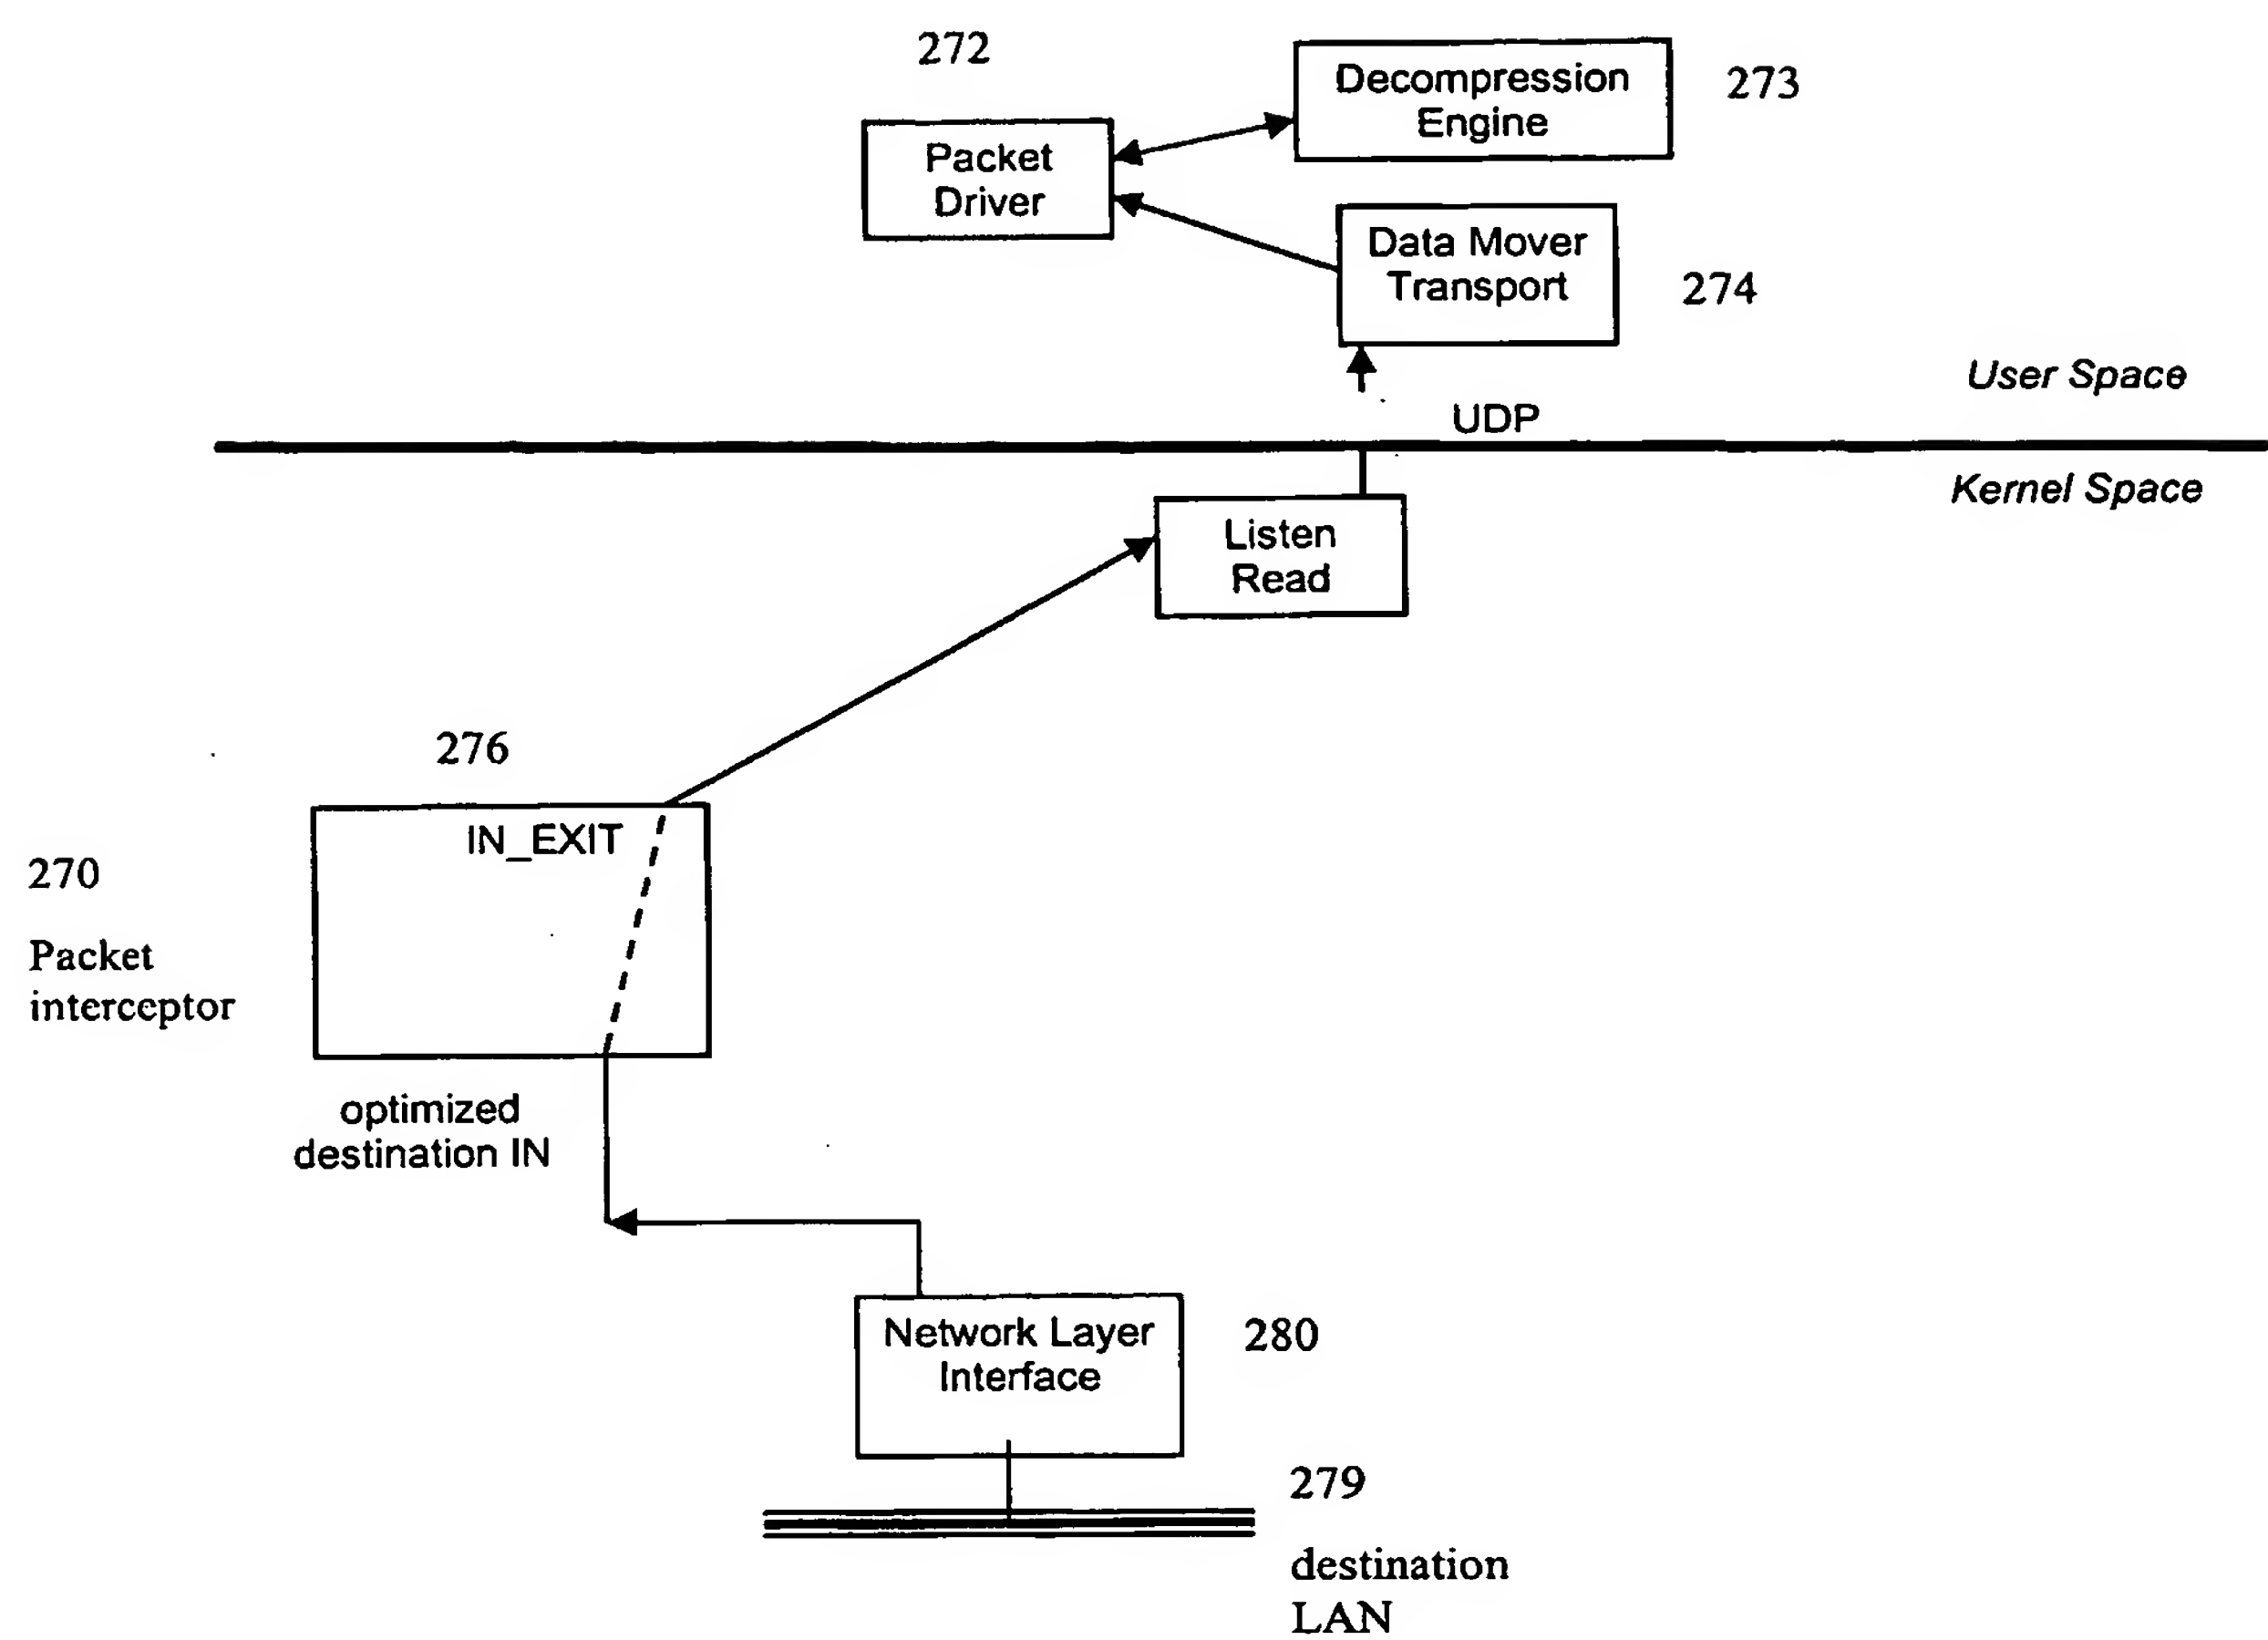 272
Decompression
Engine
273
Packet
Driver
Data Mover
Transport
274
User Space
UDP
Kernel Space
Listen
Read
276
IN_EXIT
270
Packet
interceptor
optimized
destination IN
Network Layer
Interface
280
279
destination
LAN